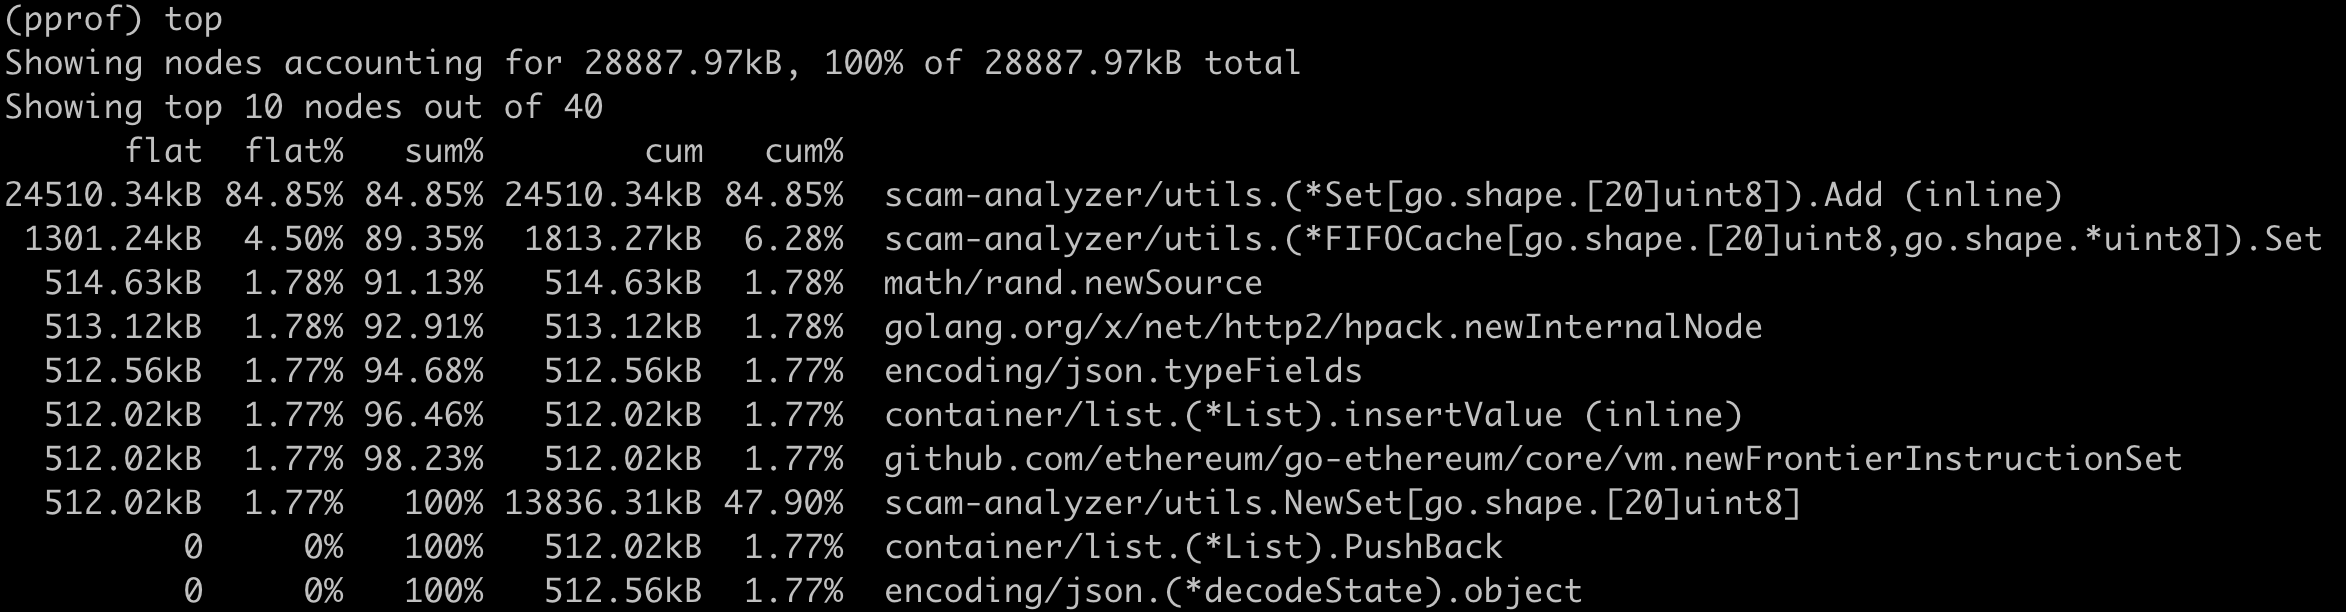 (pprof) top
Showing nodes accounting for 28887.97kB, 100% of 28887.97kB total
Showing top 10 nodes out of 40
      flat  flat%   sum%        cum   cum%
24510.34kB 84.85% 84.85% 24510.34kB 84.85%  scam-analyzer/utils.(*Set[go.shape.[20]uint8]).Add (inline)
 1301.24kB  4.50% 89.35%  1813.27kB  6.28%  scam-analyzer/utils.(*FIFOCache[go.shape.[20]uint8,go.shape.*uint8]).Set
  514.63kB  1.78% 91.13%   514.63kB  1.78%  math/rand.newSource
  513.12kB  1.78% 92.91%   513.12kB  1.78%  golang.org/x/net/http2/hpack.newInternalNode
  512.56kB  1.77% 94.68%   512.56kB  1.77%  encoding/json.typeFields
  512.02kB  1.77% 96.46%   512.02kB  1.77%  container/list.(*List).insertValue (inline)
  512.02kB  1.77% 98.23%   512.02kB  1.77%  github.com/ethereum/go-ethereum/core/vm.newFrontierInstructionSet
  512.02kB  1.77%   100% 13836.31kB 47.90%  scam-analyzer/utils.NewSet[go.shape.[20]uint8]
         0     0%   100%   512.02kB  1.77%  container/list.(*List).PushBack
         0     0%   100%   512.56kB  1.77%  encoding/json.(*decodeState).object